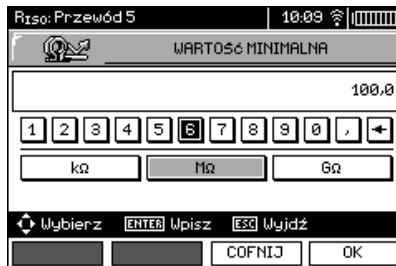 RISO: Przewód 5 10:09
WARTOŚĆ MINIMALNA
100,0
1 2 3 4 5 6 7 8 9 0 ,
kΩ MΩ GΩ
Wybierz ENTER Wpisz ESC Wyjdź
COFNIJ OK